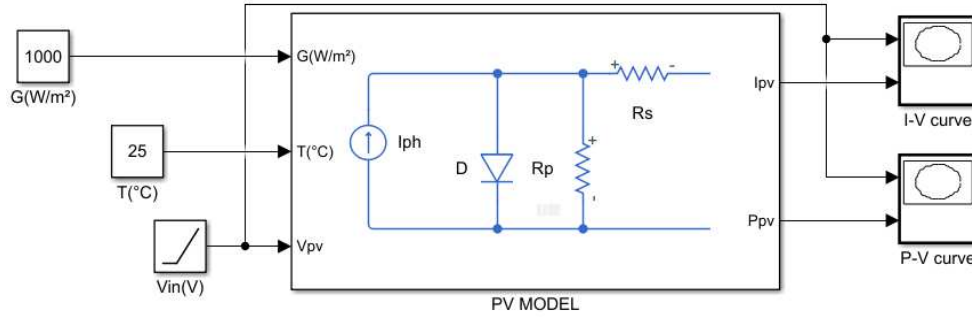 1000
G(W/m²)
25
T(°C)
Vin(V)
G(W/m²)
T(°C)
Vpv
Iph
D
Rp
+
-
+
-
Rs
Ipv
Ppv
PV MODEL
I-V curve
P-V curve